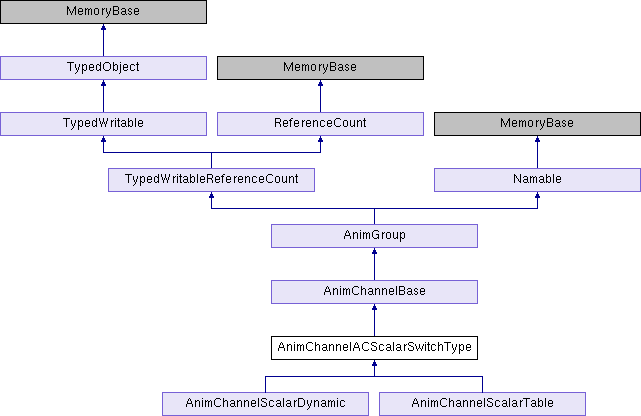 MemoryBase
TypedObject
MemoryBase
TypedWritable
ReferenceCount
MemoryBase
TypedWritableReferenceCount
Namable
AnimGroup
AnimChannelBase
AnimChannelACScalarSwitchType
AnimChannelScalarDynamic
AnimChannelScalarTable